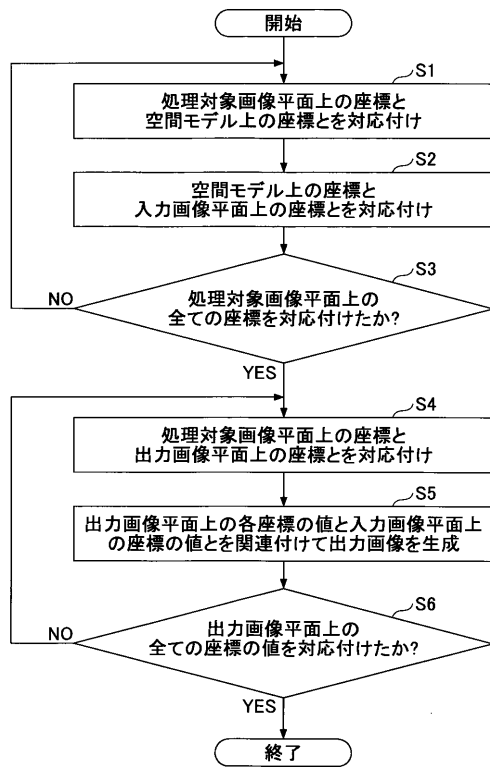 開始
S1
処理対象画像平面上の座標と
空間モデル上の座標とを対応付け
S2
空間モデル上の座標と
入力画像平面上の座標とを対応付け
S3
処理対象画像平面上の
全ての座標を対応付けたか?
NO
YES
S4
処理対象画像平面上の座標と
出力画像平面上の座標とを対応付け
S5
出力画像平面上の各座標の値と入力画像平面上
の座標の値とを関連付けて出力画像を生成
S6
出力画像平面上の
全ての座標の値を対応付けたか?
NO
YES
終了